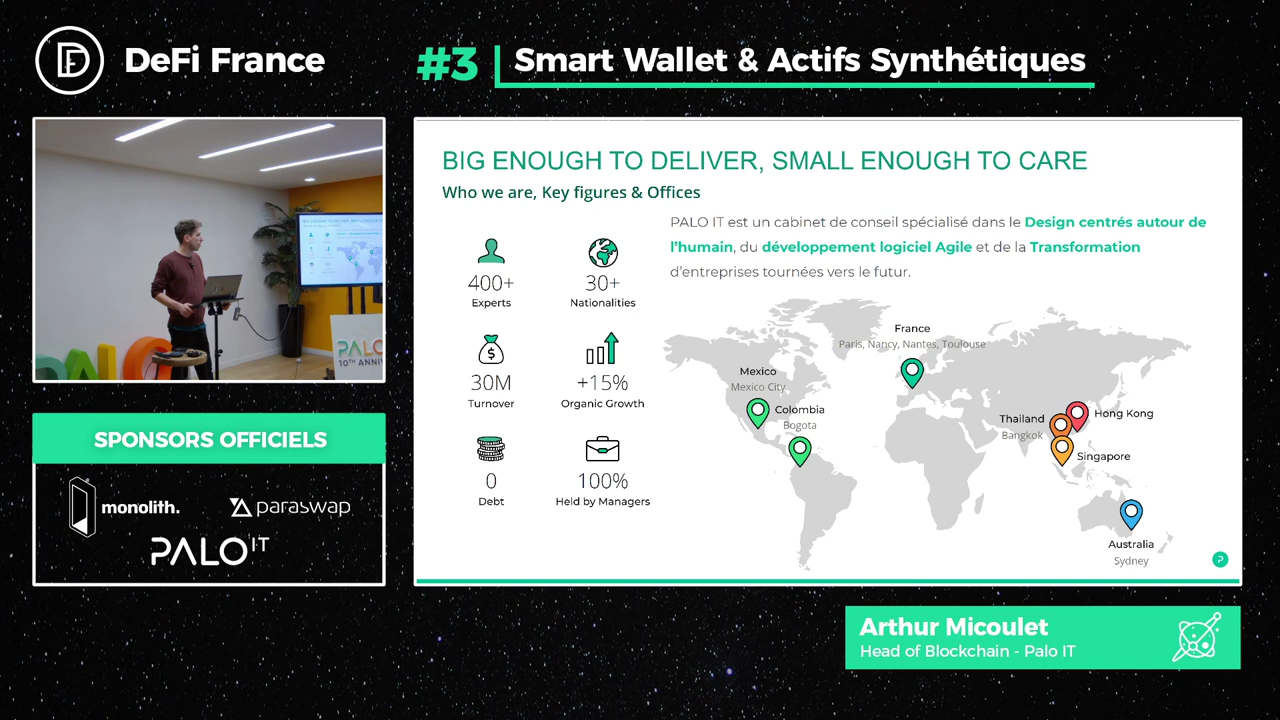 DeFi France
#3 Smart Wallet & Actifs Synthétiques
BIG ENOUGH TO DELIVER, SMALL ENOUGH TO CARE
Who we are, Key figures & Offices
PALO IT est un cabinet de conseil spécialisé dans le Design centrés autour de
l'humain, du développement logiciel Agile et de la Transformation
d'entreprises tournées vers le futur.
400+
Experts
30+
Nationalities
30M
Turnover
+15%
Organic Growth
0
Debt
100%
Held by Managers
France
Paris, Nancy, Nantes, Toulouse
Mexico
Mexico City
Colombia
Bogota
Thailand
Bangkok
Hong Kong
Singapore
Australia
Sydney
PALO
10TH ANNI
SPONSORS OFFICIELS
monolith.
paraswap
PALO IT
Arthur Micoulet
Head of Blockchain - Palo IT